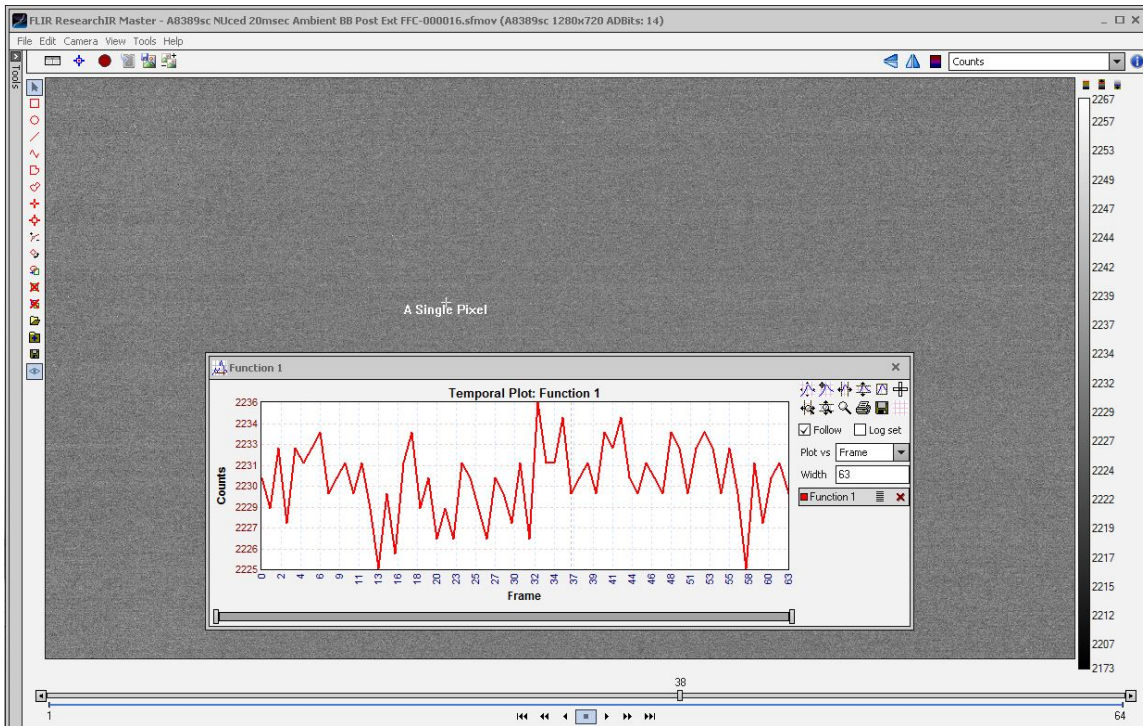 FLIR ResearchIR Master - A8389sc NUced 20msec Ambient BB Post Ext FFC-000016.sfmov (A8389sc 1280x720 ADBits: 14)
File Edit Camera View Tools Help
Tools
Counts
2267
2257
2253
2249
2247
2244
2242
2239
2237
2234
2232
2229
2227
2224
2222
2219
2217
2212
2207
2173
A Single Pixel
Function 1
Temporal Plot: Function 1
2236
2234
2233
2231
2230
2229
2227
2226
2225
Counts
0 2 4 6 9 11 13 16 18 20 23 25 27 30 32 34 37 39 41 44 46 48 51 53 55 58 60 63
Frame
Follow Log set
Plot vs Frame
Width 63
Function 1
38
1 64